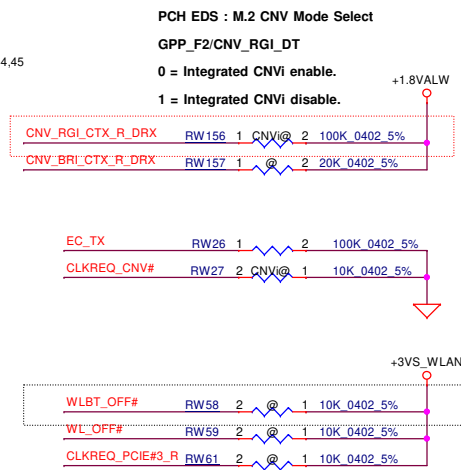 PCH EDS : M.2 CNV Mode Select
GPP_F2/CNV_RGI_DT
4,45
0 = Integrated CNVi enable.
+1.8VALW
1 = Integrated CNVi disable.
CNV_RGI_CTX_R_DRX RW156 1 CNVi@ 2 100K_0402_5%
CNV_BRI_CTX_R_DRX RW157 1 @ 2 20K_0402_5%
EC_TX RW26 1 2 100K_0402_5%
CLKREQ_CNV# RW27 2 CNVi@ 1 10K_0402_5%
+3VS_WLAN
WLBT_OFF# RW58 2 @ 1 10K_0402_5%
WL_OFF# RW59 2 @ 1 10K_0402_5%
CLKREQ_PCIE#3_R RW61 2 @ 1 10K_0402_5%